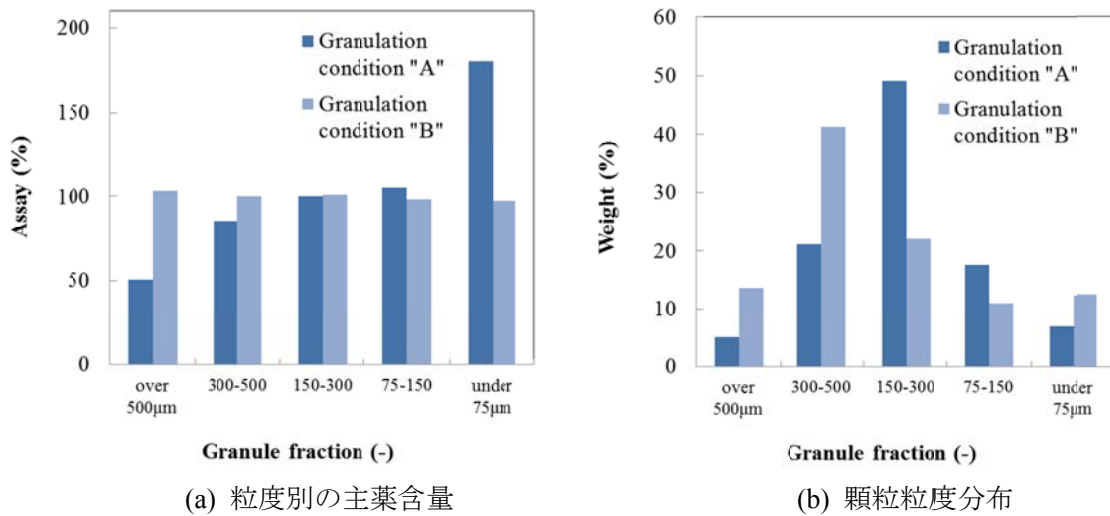 200
150
100
50
0
Assay (%)
Granulation
condition "A"
Granulation
condition "B"
over
500μm
300-500
150-300
75-150
under
75μm
Granule fraction (-)
(a) 粒度別の主薬含量
60
50
40
30
20
10
0
Weight (%)
Granulation
condition "A"
Granulation
condition "B"
over
500μm
300-500
150-300
75-150
under
75μm
Granule fraction (-)
(b) 顆粒粒度分布